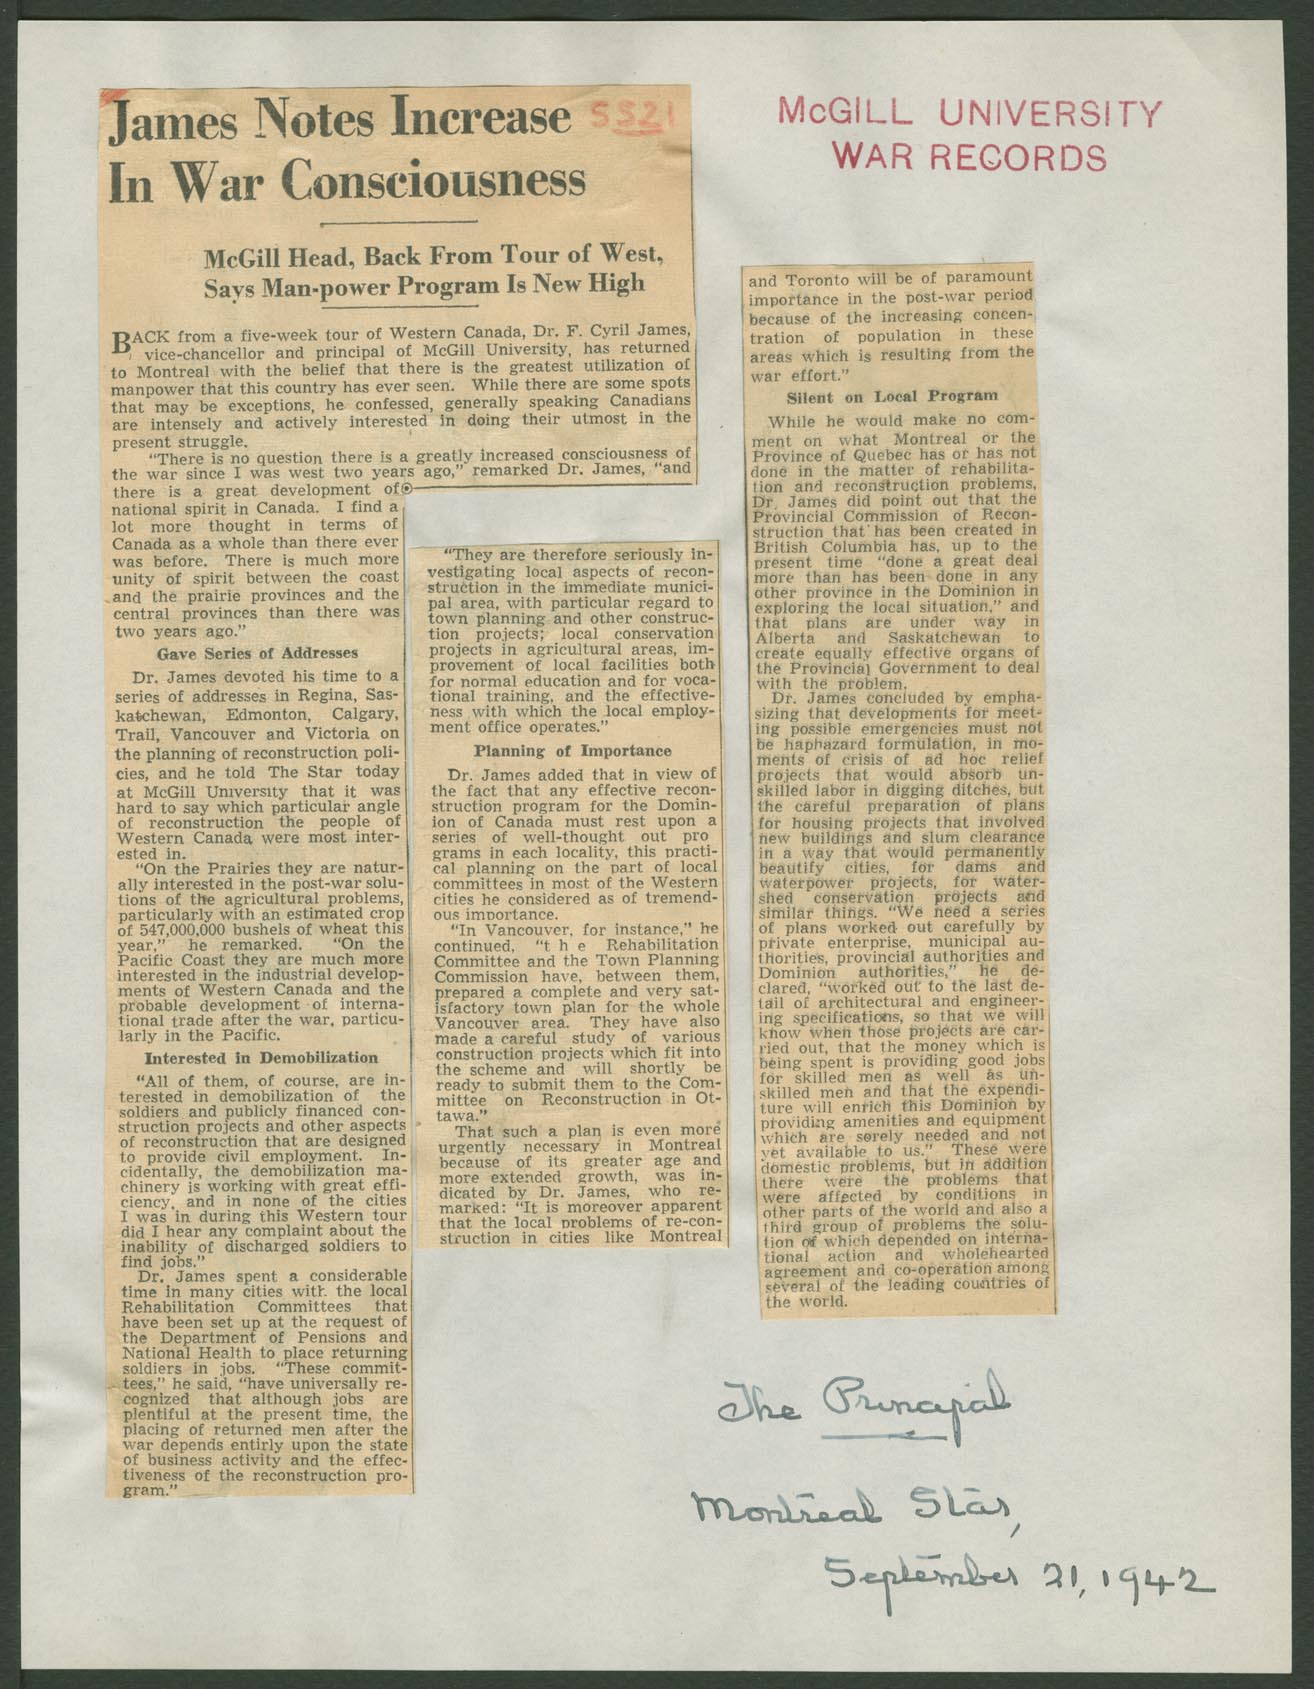 James Notes Increase
In War Consciousness
SS21
McGILL UNIVERSITY
WAR RECORDS
McGill Head, Back From Tour of West,
Says Man-power Program Is New High
BACK from a five-week tour of Western Canada, Dr. F. Cyril James,
vice-chancellor and principal of McGill University, has returned
to Montreal with the belief that there is the greatest utilization of
manpower that this country has ever seen. While there are some spots
that may be exceptions, he confessed, generally speaking Canadians
are intensely and actively interested in doing their utmost in the
present struggle.
"There is no question there is a greatly increased consciousness of
the war since I was west two years ago," remarked Dr. James, "and
there is a great development of
national spirit in Canada. I find a
lot more thought in terms of
Canada as a whole than there ever
was before. There is much more
unity of spirit between the coast
and the prairie provinces and the
central provinces than there was
two years ago."
Gave Series of Addresses
Dr. James devoted his time to a
series of addresses in Regina, Sas-
katchewan, Edmonton, Calgary,
Trail, Vancouver and Victoria on
the planning of reconstruction poli-
cies, and he told The Star today
at McGill University that it was
hard to say which particular angle
of reconstruction the people of
Western Canada were most inter-
ested in.
"On the Prairies they are natur-
ally interested in the post-war solu-
tions of the agricultural problems,
particularly with an estimated crop
of 547,000,000 bushels of wheat this
year," he remarked. "On the
Pacific Coast they are much more
interested in the industrial develop-
ments of Western Canada and the
probable development of interna-
tional trade after the war, particu-
larly in the Pacific.
Interested in Demobilization
"All of them, of course, are in-
terested in demobilization of the
soldiers and publicly financed con-
struction projects and other aspects
of reconstruction that are designed
to provide civil employment. In-
cidentally, the demobilization ma-
chinery is working with great effi-
ciency, and in none of the cities
I was in during this Western tour
did I hear any complaint about the
inability of discharged soldiers to
find jobs."
Dr. James spent a considerable
time in many cities with the local
Rehabilitation Committees that
have been set up at the request of
the Department of Pensions and
National Health to place returning
soldiers in jobs. "These commit-
tees," he said, "have universally re-
cognized that although jobs are
plentiful at the present time, the
placing of returned men after the
war depends entirely upon the state
of business activity and the effec-
tiveness of the reconstruction pro-
gram."
"They are therefore seriously in-
vestigating local aspects of recon-
struction in the immediate munici-
pal area, with particular regard to
town planning and other construc-
tion projects; local conservation
projects in agricultural areas, im-
provement of local facilities both
for normal education and for voca-
tional training, and the effective-
ness with which the local employ-
ment office operates."
Planning of Importance
Dr. James added that in view of
the fact that any effective recon-
struction program for the Domin-
ion of Canada must rest upon a
series of well-thought out pro
grams in each locality, this practi-
cal planning on the part of local
committees in most of the Western
cities he considered as of tremend-
ous importance.
"In Vancouver, for instance," he
continued, "t h e Rehabilitation
Committee and the Town Planning
Commission have, between them,
prepared a complete and very sat-
isfactory town plan for the whole
Vancouver area. They have also
made a careful study of various
construction projects which fit into
the scheme and will shortly be
ready to submit them to the Com-
mittee on Reconstruction in Ot-
tawa."
That such a plan is even more
urgently necessary in Montreal
because of its greater age and
more extended growth, was in-
dicated by Dr. James, who re-
marked: "It is moreover apparent
that the local problems of re-con-
struction in cities like Montreal
and Toronto will be of paramount
importance in the post-war period
because of the increasing concen-
tration of population in these
areas which is resulting from the
war effort."
Silent on Local Program
While he would make no com-
ment on what Montreal or the
Province of Quebec has or has not
done in the matter of rehabilita-
tion and reconstruction problems,
Dr. James did point out that the
Provincial Commission of Recon-
struction that has been created in
British Columbia has, up to the
present time "done a great deal
more than has been done in any
other province in the Dominion in
exploring the local situation," and
that plans are under way in
Alberta and Saskatchewan to
create equally effective organs of
the Provincial Government to deal
with the problem.
Dr. James concluded by empha-
sizing that developments for meet-
ing possible emergencies must not
be haphazard formulation, in mo-
ments of crisis of ad hoc relief
projects that would absorb un-
skilled labor in digging ditches, but
the careful preparation of plans
for housing projects that involved
new buildings and slum clearance
in a way that would permanently
beautify cities, for dams and
waterpower projects, for water-
shed conservation projects and
similar things. "We need a series
of plans worked out carefully by
private enterprise, municipal au-
thorities, provincial authorities and
Dominion authorities," he de-
clared, "worked out to the last de-
tail of architectural and engineer-
ing specifications, so that we will
know when those projects are car-
ried out, that the money which is
being spent is providing good jobs
for skilled men as well as un-
skilled men and that the expendi-
ture will enrich this Dominion by
providing amenities and equipment
which are sorely needed and not
yet available to us." These were
domestic problems, but in addition
there were the problems that
were affected by conditions in
other parts of the world and also a
third group of problems the solu-
tion of which depended on interna-
tional action and wholehearted
agreement and co-operation among
several of the leading countries of
the world.
The Principal
Montreal Star,
September 21, 1942